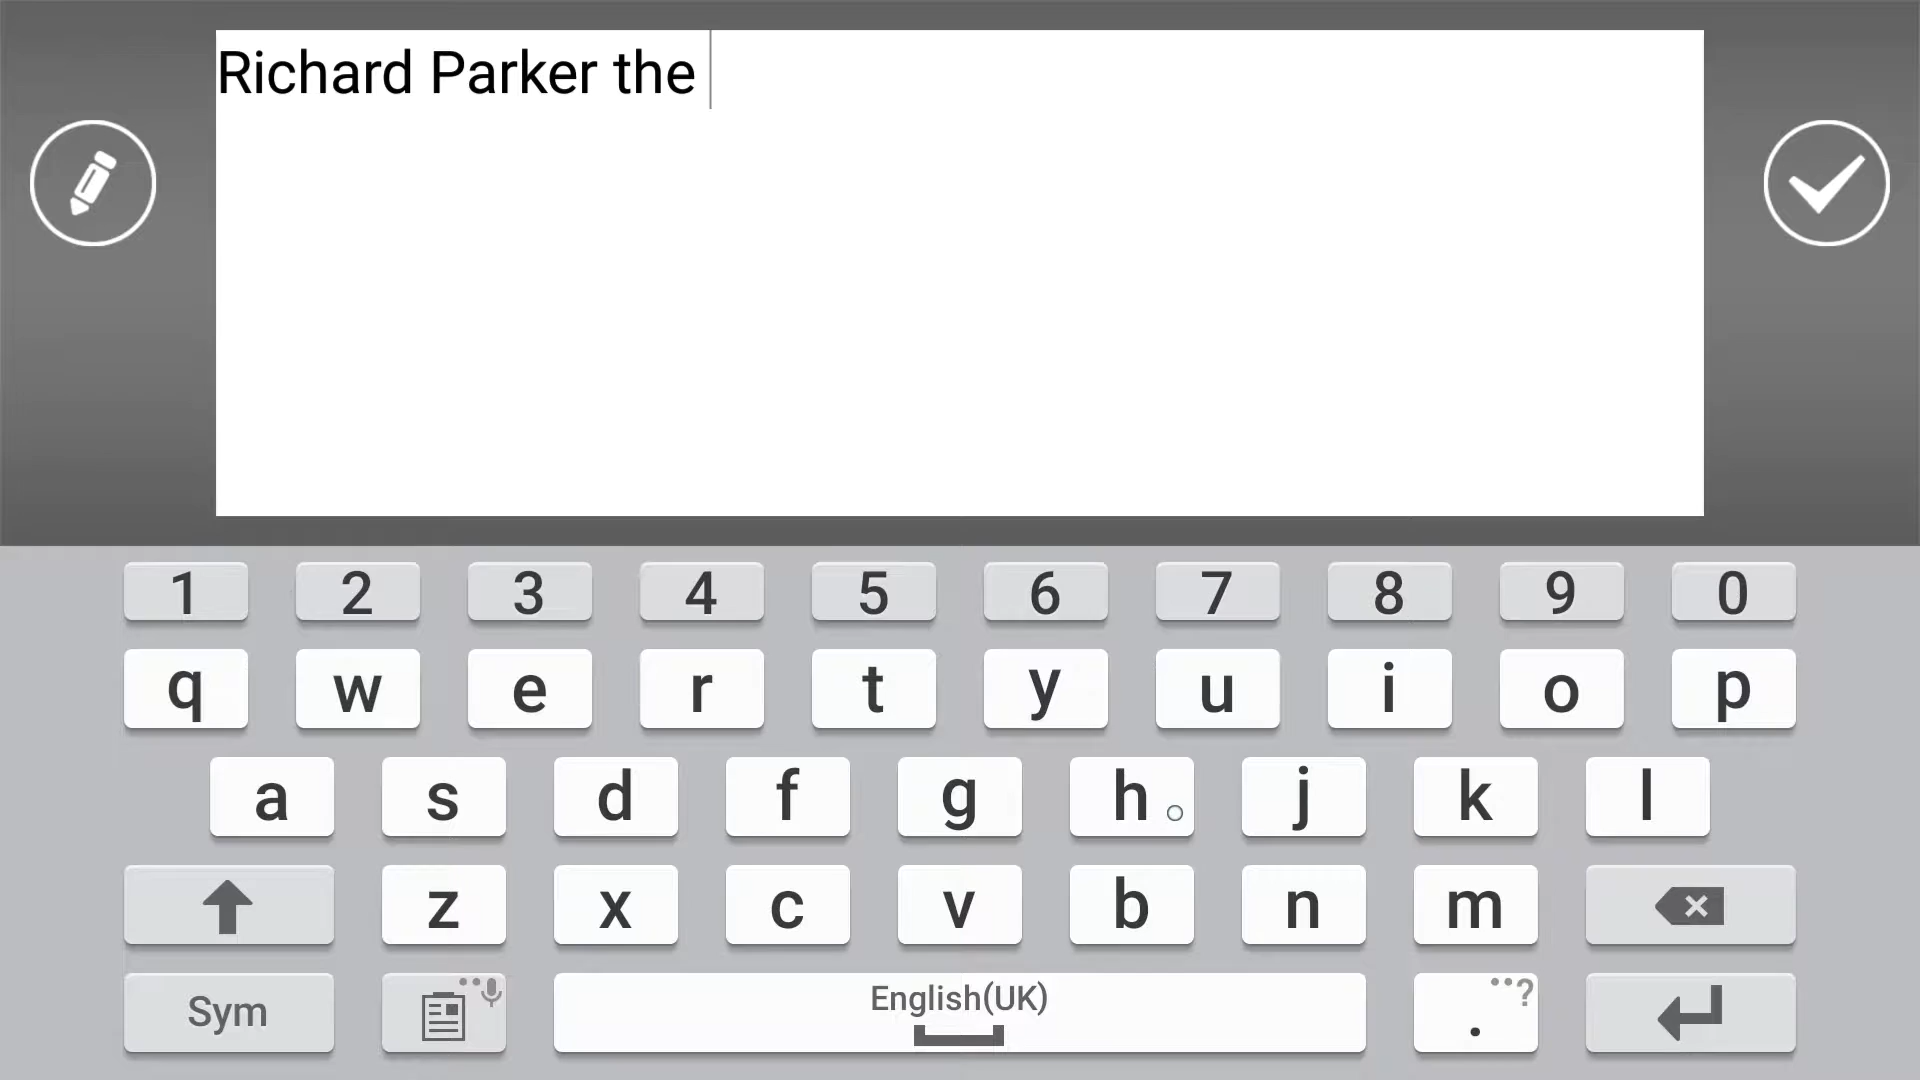 Richard Parker the
1 2 3 4 5 6 7 8 9 0
q w e r t y u i o p
a s d f g h j k l
z x c v b n m
Sym English(UK) . ?